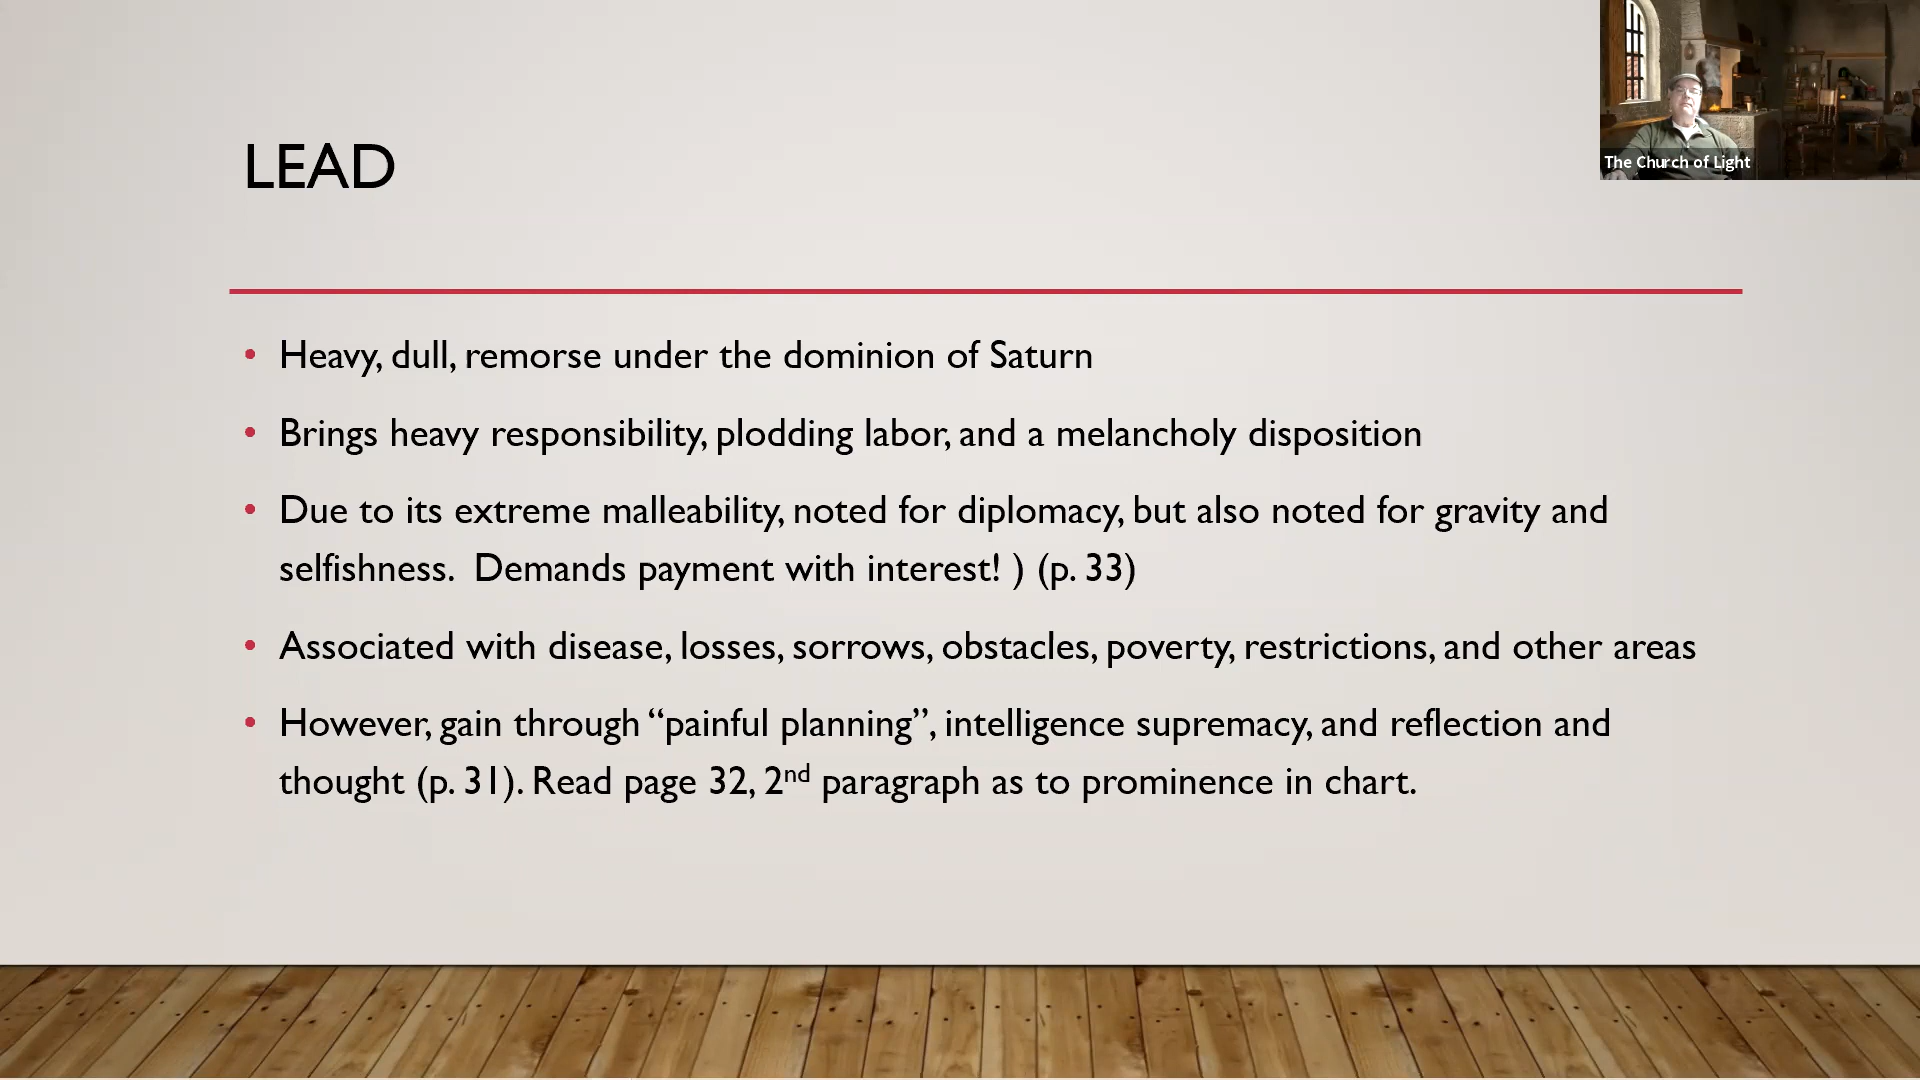 The Church of Light
LEAD
• Heavy, dull, remorse under the dominion of Saturn
• Brings heavy responsibility, plodding labor, and a melancholy disposition
• Due to its extreme malleability, noted for diplomacy, but also noted for gravity and
selfishness.  Demands payment with interest! ) (p. 33)
• Associated with disease, losses, sorrows, obstacles, poverty, restrictions, and other areas
• However, gain through “painful planning”, intelligence supremacy, and reflection and
thought (p. 31). Read page 32, 2nd paragraph as to prominence in chart.